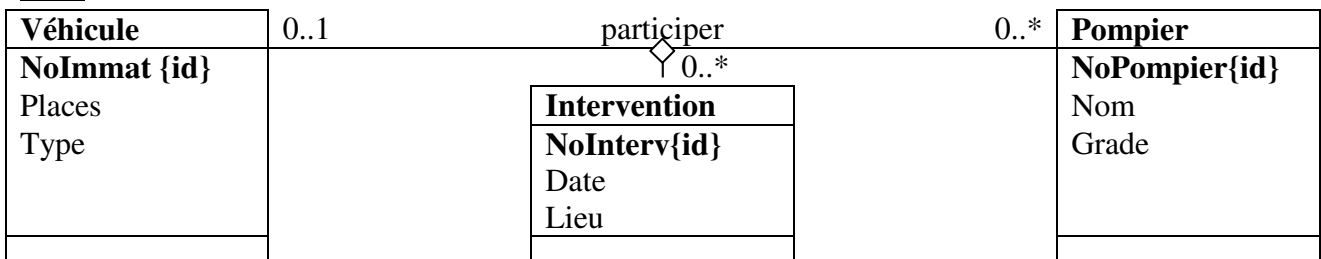 Véhicule 0..1 participer 0..* Pompier
NoImmat {id} 0..* NoPompier{id}
Places Intervention Nom
Type NoInterv{id} Grade
Date
Lieu